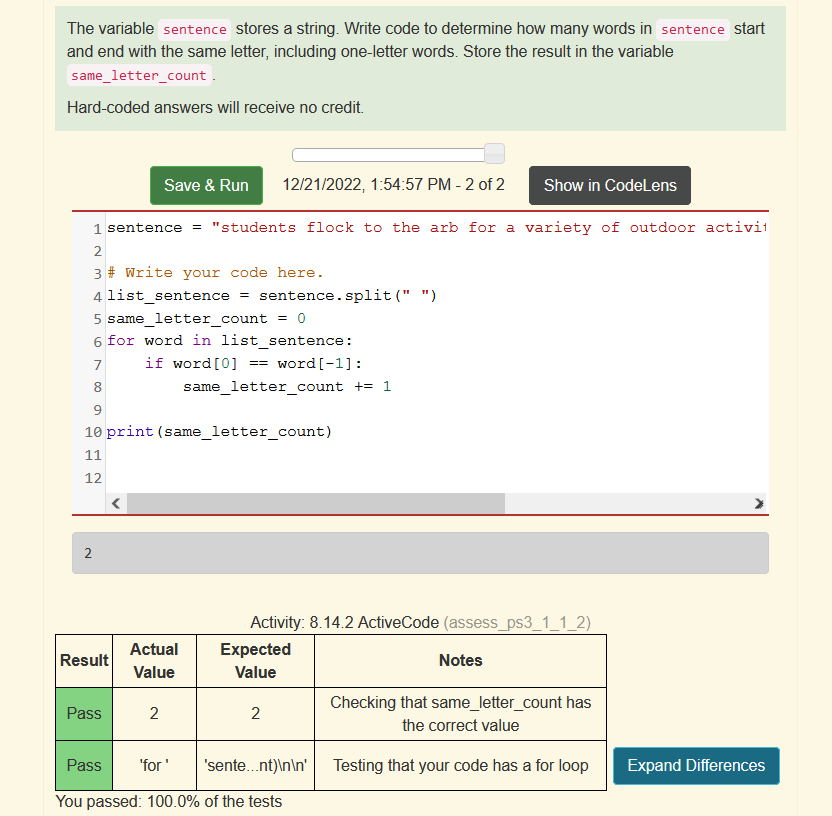 The variable sentence stores a string. Write code to determine how many words in sentence start
and end with the same letter, including one-letter words. Store the result in the variable
same_letter_count.
Hard-coded answers will receive no credit.
Save & Run 12/21/2022, 1:54:57 PM - 2 of 2 Show in CodeLens
1 sentence = "students flock to the arb for a variety of outdoor activit
2
3 # Write your code here.
4 list_sentence = sentence.split(" ")
5 same_letter_count = 0
6 for word in list_sentence:
7     if word[0] == word[-1]:
8         same_letter_count += 1
9
10 print(same_letter_count)
11
12
2
Activity: 8.14.2 ActiveCode (assess_ps3_1_1_2)
Result Actual Value Expected Value Notes
Pass 2 2 Checking that same_letter_count has
the correct value
Pass 'for ' 'sente...nt)\n\n' Testing that your code has a for loop Expand Differences
You passed: 100.0% of the tests